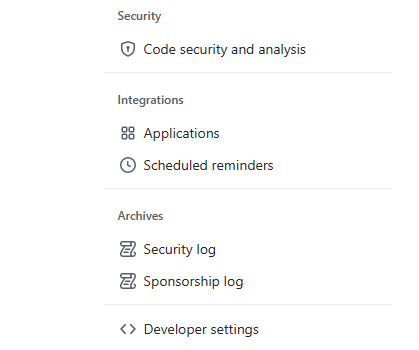 Security
Code security and analysis
Integrations
Applications
Scheduled reminders
Archives
Security log
Sponsorship log
Developer settings